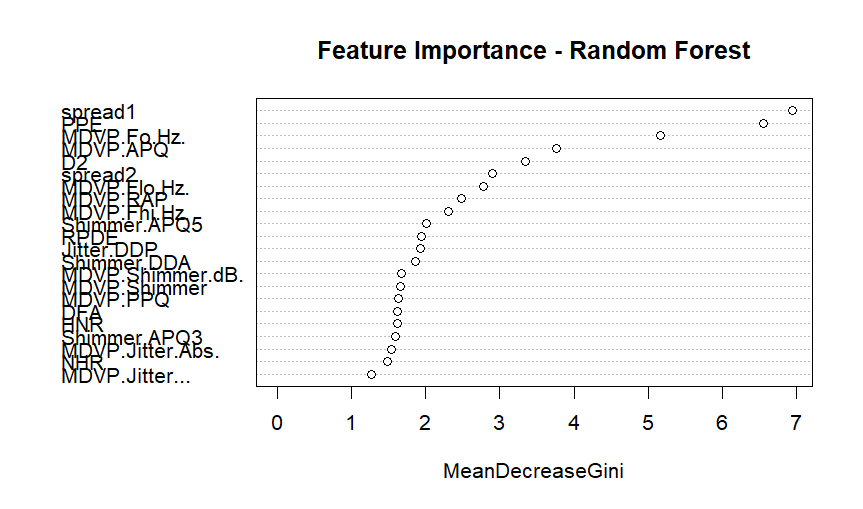 Feature Importance - Random Forest
spread1
PPE
MDVP.Fo.Hz.
MDVP.APQ
D2
spread2
MDVP.Flo.Hz.
MDVP.RAP
MDVP.Fhi.Hz.
Shimmer.APQ5
RPDE
Jitter.DDP
Shimmer.DDA
MDVP.Shimmer.dB.
MDVP.Shimmer
MDVP.PPQ
DFA
HNR
Shimmer.APQ3
MDVP.Jitter.Abs.
NHR
MDVP.Jitter...
0 1 2 3 4 5 6 7
MeanDecreaseGini